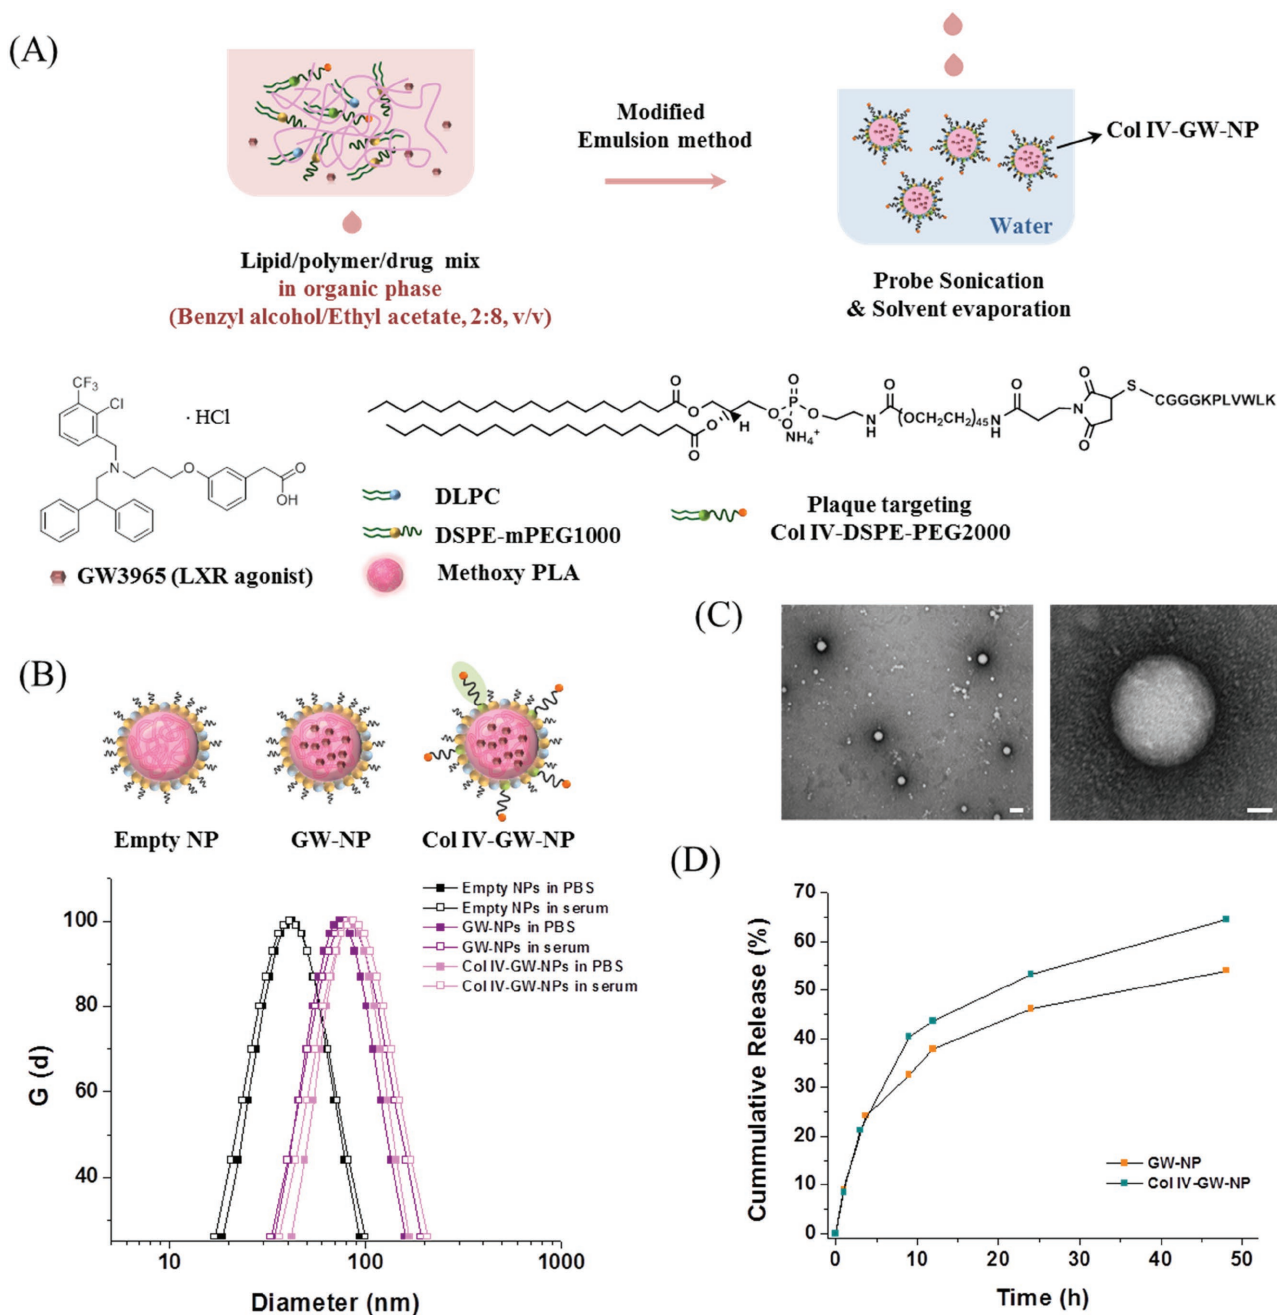 (A)
Modified
Emulsion method
Col IV-GW-NP
Water
Lipid/polymer/drug mix
in organic phase
(Benzyl alcohol/Ethyl acetate, 2:8, v/v)
Probe Sonication
& Solvent evaporation
CF3
Cl
· HCl
N
O
O
OH
O
O
O
O
H
O
P
O
O
NH4+
N
H
O
(O
)45
N
H
O
N
O
O
S
CGGGKPLVWLK
DLPC
DSPE-mPEG1000
Methoxy PLA
Plaque targeting
Col IV-DSPE-PEG2000
GW3965 (LXR agonist)
(B)
Empty NP
GW-NP
Col IV-GW-NP
Empty NPs in PBS
Empty NPs in serum
GW-NPs in PBS
GW-NPs in serum
Col IV-GW-NPs in PBS
Col IV-GW-NPs in serum
G (d)
100
80
60
40
10
100
1000
Diameter (nm)
(C)
(D)
Cummulative Release (%)
70
60
50
40
30
20
10
0
GW-NP
Col IV-GW-NP
0
10
20
30
40
50
Time (h)